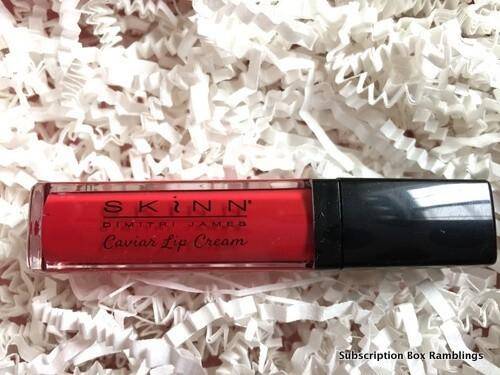 SKiNN
DIMITRI JAMES
Caviar Lip Cream
Subscription Box Ramblings